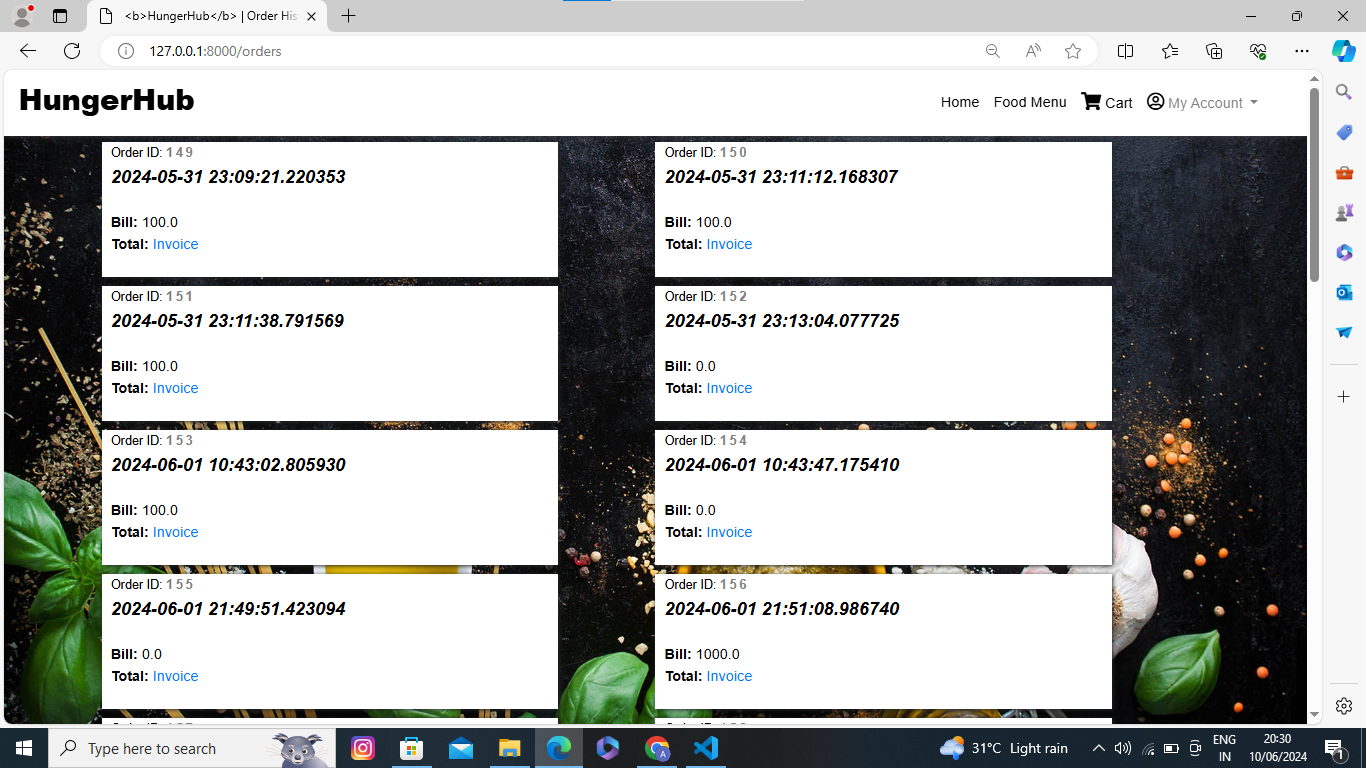 <b>HungerHub</b> | Order His
127.0.0.1:8000/orders
HungerHub
Home Food Menu Cart My Account
Order ID: 149
2024-05-31 23:09:21.220353
Bill: 100.0
Total: Invoice
Order ID: 150
2024-05-31 23:11:12.168307
Bill: 100.0
Total: Invoice
Order ID: 151
2024-05-31 23:11:38.791569
Bill: 100.0
Total: Invoice
Order ID: 152
2024-05-31 23:13:04.077725
Bill: 0.0
Total: Invoice
Order ID: 153
2024-06-01 10:43:02.805930
Bill: 100.0
Total: Invoice
Order ID: 154
2024-06-01 10:43:47.175410
Bill: 0.0
Total: Invoice
Order ID: 155
2024-06-01 21:49:51.423094
Bill: 0.0
Total: Invoice
Order ID: 156
2024-06-01 21:51:08.986740
Bill: 1000.0
Total: Invoice
Type here to search
31°C Light rain
ENG
IN
20:30
10/06/2024
1